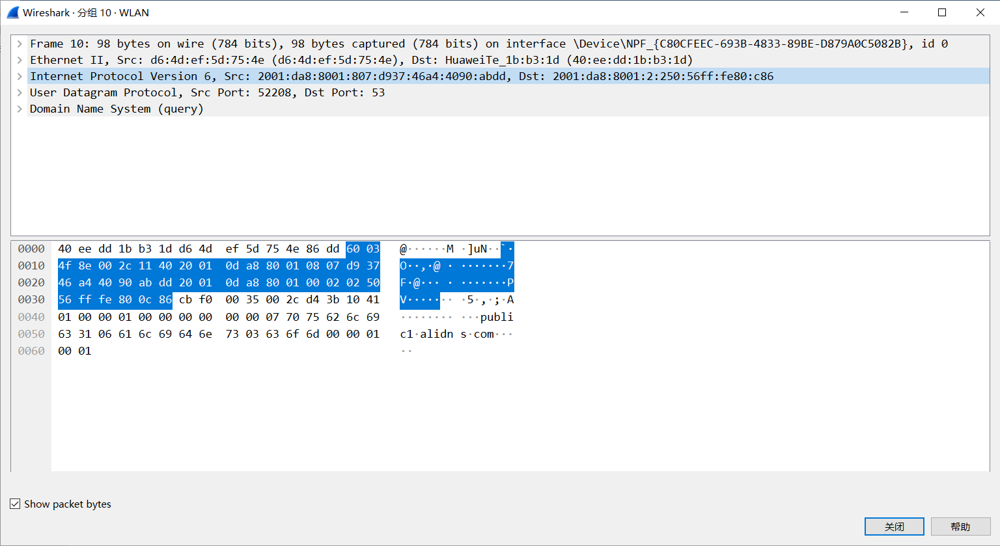 Wireshark · 分组 10 · WLAN
Frame 10: 98 bytes on wire (784 bits), 98 bytes captured (784 bits) on interface \Device\NPF_{C80CFEEC-693B-4833-89BE-D879A0C5082B}, id 0
Ethernet II, Src: d6:4d:ef:5d:75:4e (d6:4d:ef:5d:75:4e), Dst: HuaweiTe_1b:b3:1d (40:ee:dd:1b:b3:1d)
Internet Protocol Version 6, Src: 2001:da8:8001:807:d937:46a4:4090:abdd, Dst: 2001:da8:8001:2:250:56ff:fe80:c86
User Datagram Protocol, Src Port: 52208, Dst Port: 53
Domain Name System (query)
0000 40 ee dd 1b b3 1d d6 4d ef 5d 75 4e 86 dd 60 03 @······M ·]uN··`·
0010 4f 8e 00 2c 11 40 20 01 0d a8 80 01 08 07 d9 37 O··,·@ · ·······7
0020 46 a4 40 90 ab dd 20 01 0d a8 80 01 00 02 02 50 F·@··· · ·······P
0030 56 ff fe 80 0c 86 cb f0 00 35 00 2c d4 3b 10 41 V······· ·5·,·;·A
0040 01 00 00 01 00 00 00 00 00 00 07 70 75 62 6c 69 ········ ···publi
0050 63 31 06 61 6c 69 64 6e 73 03 63 6f 6d 00 00 01 c1·alidn s·com···
0060 00 01 ··
Show packet bytes
关闭 帮助